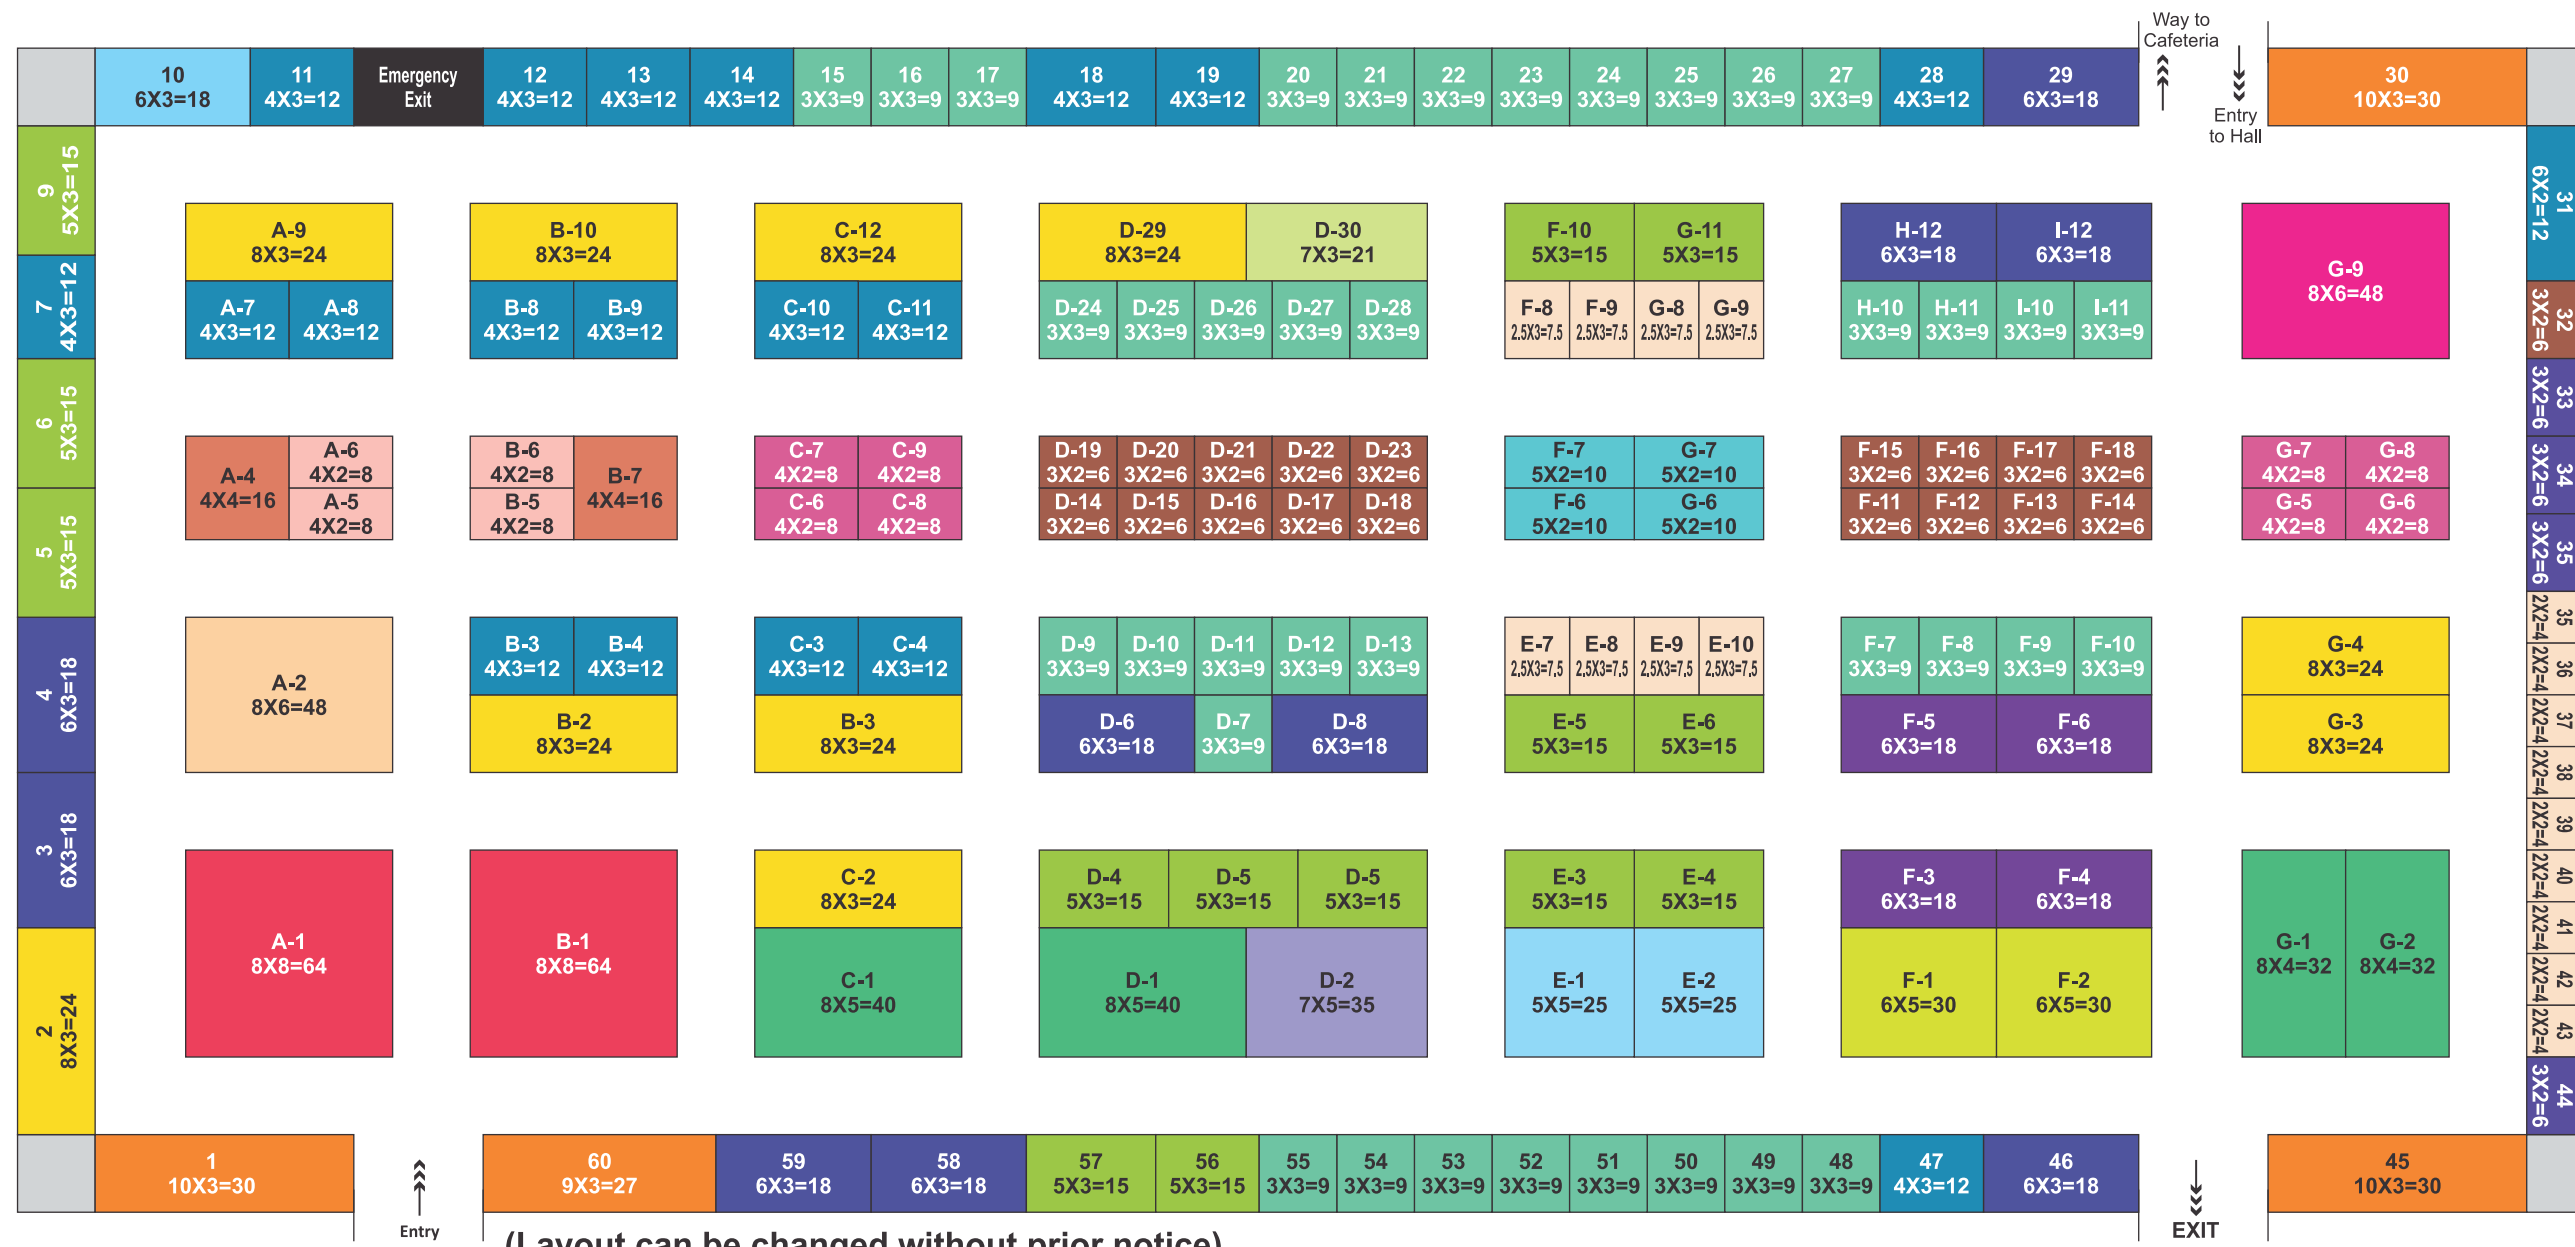 Way to
Cafeteria
10
6X3=18
11
4X3=12
Emergency
Exit
12
4X3=12
13
4X3=12
14
4X3=12
15
3X3=9
16
3X3=9
17
3X3=9
18
4X3=12
19
4X3=12
20
3X3=9
21
3X3=9
22
3X3=9
23
3X3=9
24
3X3=9
25
3X3=9
26
3X3=9
27
3X3=9
28
4X3=12
29
6X3=18
Entry
to Hall
30
10X3=30
9
5X3=15
7
4X3=12
6
5X3=15
5
5X3=15
4
6X3=18
3
6X3=18
2
8X3=24
A-9
8X3=24
A-7
4X3=12
A-8
4X3=12
B-10
8X3=24
B-8
4X3=12
B-9
4X3=12
C-12
8X3=24
C-10
4X3=12
C-11
4X3=12
D-29
8X3=24
D-30
7X3=21
D-24
3X3=9
D-25
3X3=9
D-26
3X3=9
D-27
3X3=9
D-28
3X3=9
F-10
5X3=15
G-11
5X3=15
F-8
2.5X3=7.5
F-9
2.5X3=7.5
G-8
2.5X3=7.5
G-9
2.5X3=7.5
H-12
6X3=18
I-12
6X3=18
H-10
3X3=9
H-11
3X3=9
I-10
3X3=9
I-11
3X3=9
G-9
8X6=48
A-4
4X4=16
A-6
4X2=8
A-5
4X2=8
B-6
4X2=8
B-5
4X2=8
B-7
4X4=16
C-7
4X2=8
C-9
4X2=8
C-6
4X2=8
C-8
4X2=8
D-19
3X2=6
D-20
3X2=6
D-21
3X2=6
D-22
3X2=6
D-23
3X2=6
D-14
3X2=6
D-15
3X2=6
D-16
3X2=6
D-17
3X2=6
D-18
3X2=6
F-7
5X2=10
G-7
5X2=10
F-6
5X2=10
G-6
5X2=10
F-15
3X2=6
F-16
3X2=6
F-17
3X2=6
F-18
3X2=6
F-11
3X2=6
F-12
3X2=6
F-13
3X2=6
F-14
3X2=6
G-7
4X2=8
G-8
4X2=8
G-5
4X2=8
G-6
4X2=8
A-2
8X6=48
B-3
4X3=12
B-4
4X3=12
B-2
8X3=24
C-3
4X3=12
C-4
4X3=12
B-3
8X3=24
D-9
3X3=9
D-10
3X3=9
D-11
3X3=9
D-12
3X3=9
D-13
3X3=9
D-6
6X3=18
D-7
3X3=9
D-8
6X3=18
E-7
2.5X3=7.5
E-8
2.5X3=7.5
E-9
2.5X3=7.5
E-10
2.5X3=7.5
E-5
5X3=15
E-6
5X3=15
F-7
3X3=9
F-8
3X3=9
F-9
3X3=9
F-10
3X3=9
F-5
6X3=18
F-6
6X3=18
G-4
8X3=24
G-3
8X3=24
A-1
8X8=64
B-1
8X8=64
C-2
8X3=24
C-1
8X5=40
D-4
5X3=15
D-5
5X3=15
D-5
5X3=15
D-1
8X5=40
D-2
7X5=35
E-3
5X3=15
E-4
5X3=15
E-1
5X5=25
E-2
5X5=25
F-3
6X3=18
F-4
6X3=18
F-1
6X5=30
F-2
6X5=30
G-1
8X4=32
G-2
8X4=32
31
6X2=12
32
3X2=6
33
3X2=6
34
3X2=6
35
3X2=6
35
2X2=4
36
2X2=4
37
2X2=4
38
2X2=4
39
2X2=4
40
2X2=4
41
2X2=4
42
2X2=4
43
2X2=4
44
3X2=6
1
10X3=30
Entry
60
9X3=27
59
6X3=18
58
6X3=18
57
5X3=15
56
5X3=15
55
3X3=9
54
3X3=9
53
3X3=9
52
3X3=9
51
3X3=9
50
3X3=9
49
3X3=9
48
3X3=9
47
4X3=12
46
6X3=18
EXIT
45
10X3=30
(Layout can be changed without prior notice)